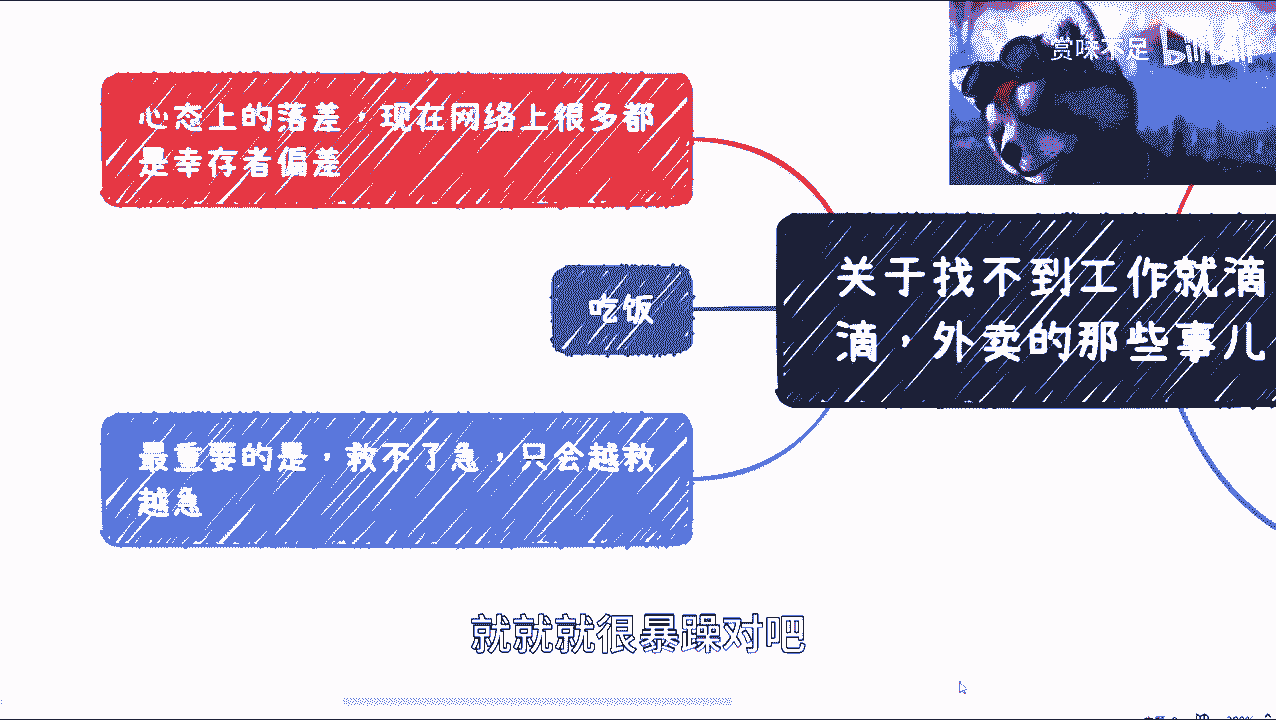 赏味不足 bilibili
心态上的落差，现在网络上很多都
是幸存者偏差
吃饭
关于找不到工作就滴
滴，外卖的那些事儿
最重要的是，救不了急，只会越救
越急
就就就很暴躁对吧